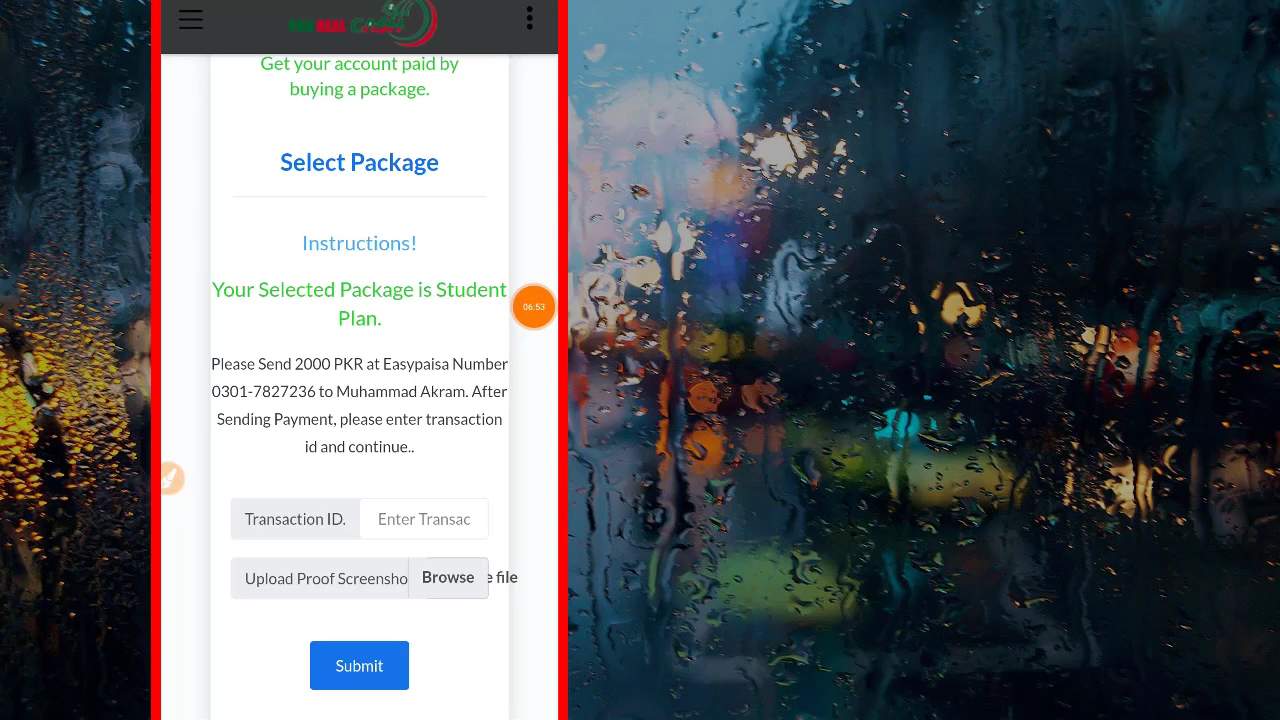 Get your account paid by
buying a package.
Select Package
Instructions!
Your Selected Package is Student
Plan.
06:53
Please Send 2000 PKR at Easypaisa Number
0301-7827236 to Muhammad Akram. After
Sending Payment, please enter transaction
id and continue..
Transaction ID. Enter Transac
Upload Proof Screensho Browse e file
Submit